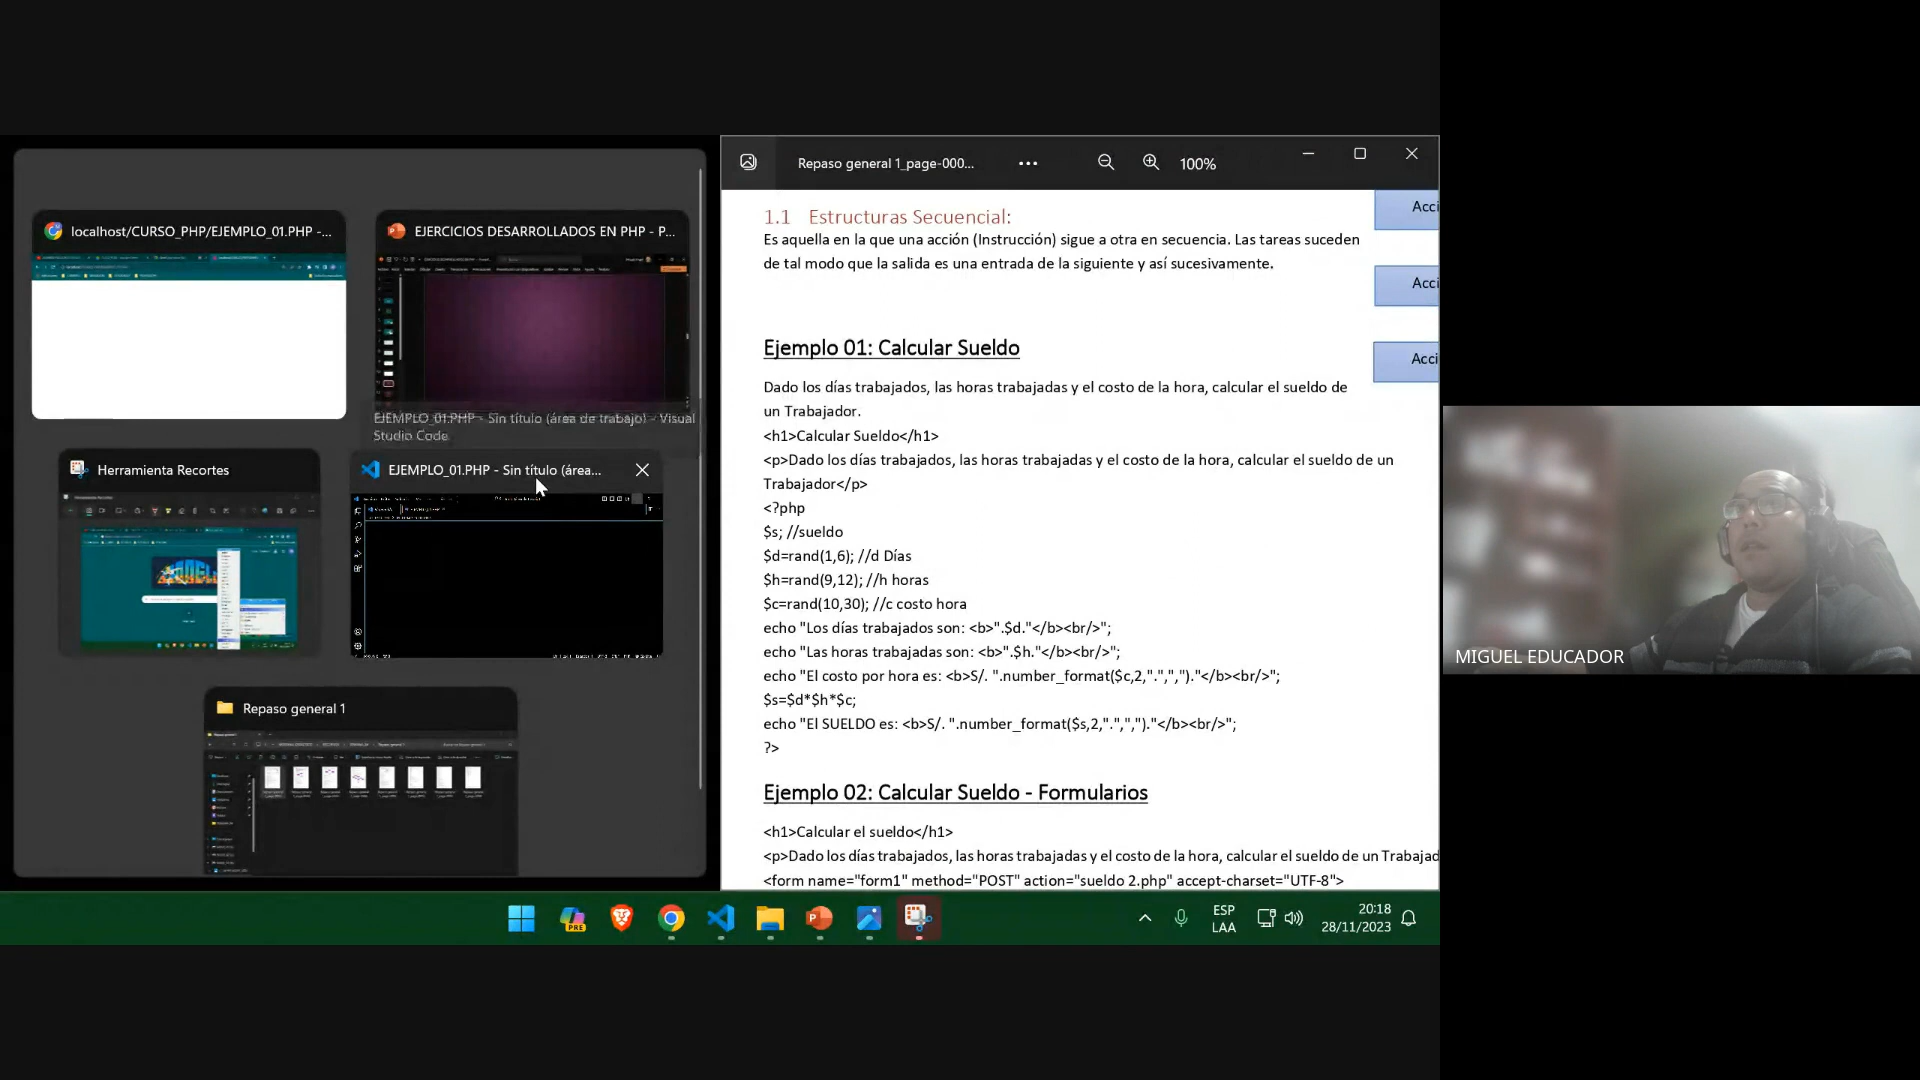 localhost/CURSO_PHP/EJEMPLO_01.PHP -...
EJERCICIOS DESARROLLADOS EN PHP - P...
EJEMPLO_01.PHP - Sin título (área de trabajo) - Visual
Studio Code
Herramienta Recortes
EJEMPLO_01.PHP - Sin título (área...
Repaso general 1
Repaso general 1_page-000...
100%
1.1 Estructuras Secuencial:
Es aquella en la que una acción (Instrucción) sigue a otra en secuencia. Las tareas suceden
de tal modo que la salida es una entrada de la siguiente y así sucesivamente.
Acci
Acci
Acci
Ejemplo 01: Calcular Sueldo
Dado los días trabajados, las horas trabajadas y el costo de la hora, calcular el sueldo de
un Trabajador.
<h1>Calcular Sueldo</h1>
<p>Dado los días trabajados, las horas trabajadas y el costo de la hora, calcular el sueldo de un
Trabajador</p>
<?php
$s; //sueldo
$d=rand(1,6); //d Días
$h=rand(9,12); //h horas
$c=rand(10,30); //c costo hora
echo "Los días trabajados son: <b>".$d."</b><br/>";
echo "Las horas trabajadas son: <b>".$h."</b><br/>";
echo "El costo por hora es: <b>S/. ".number_format($c,2,".",",")."</b><br/>";
$s=$d*$h*$c;
echo "El SUELDO es: <b>S/. ".number_format($s,2,".",",")."</b><br/>";
?>
Ejemplo 02: Calcular Sueldo - Formularios
<h1>Calcular el sueldo</h1>
<p>Dado los días trabajados, las horas trabajadas y el costo de la hora, calcular el sueldo de un Trabajad
<form name="form1" method="POST" action="sueldo 2.php" accept-charset="UTF-8">
PRE
ESP
LAA
20:18
28/11/2023
MIGUEL EDUCADOR